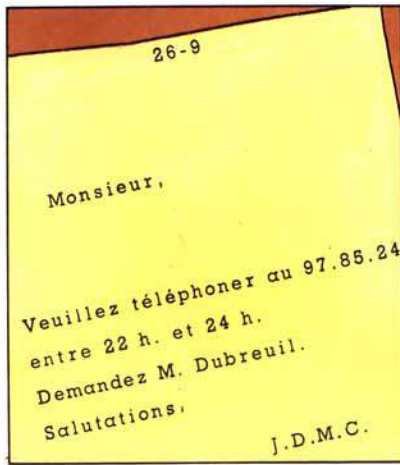 26-9
Monsieur,
Veuillez téléphoner au 97.85.24
entre 22 h. et 24 h.
Demandez M. Dubreuil.
Salutations,
J.D.M.C.